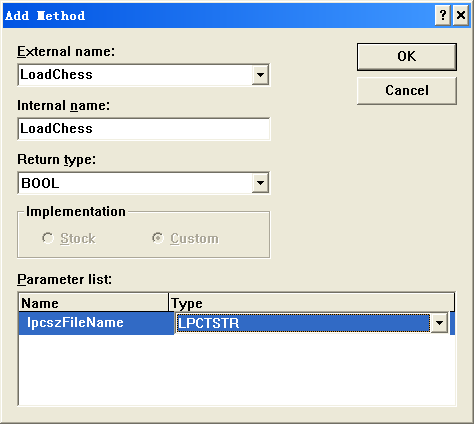 Add Method
External name:
LoadChess
OK
Cancel
Internal name:
LoadChess
Return type:
BOOL
Implementation
Stock
Custom
Parameter list:
Name Type
lpcszFileName LPCTSTR